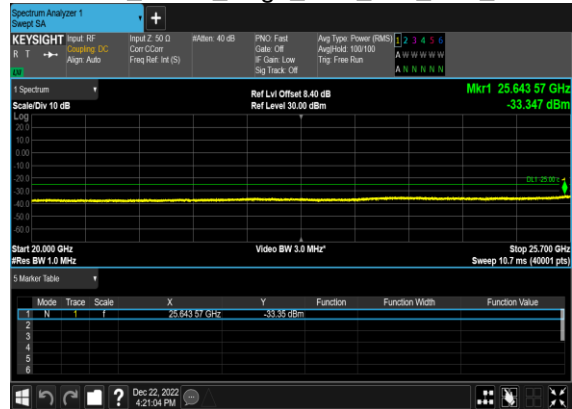 Spectrum Analyzer 1
Swept SA
+
KEYSIGHT Input: RF Input Z: 50 Ω #Atten: 40 dB PNO: Fast Avg Type: Power (RMS) 1 2 3 4 5 6
R T Coupling: DC Corr CCorr Gate: Off Avg|Hold: 100/100 A W W W W W
Align: Auto Freq Ref: Int (S) IF Gain: Low Trig: Free Run
Sig Track: Off A N N N N N
1 Spectrum Ref Lvl Offset 8.40 dB Mkr1 25.643 57 GHz
Scale/Div 10 dB Ref Level 30.00 dBm -33.347 dBm
Log
20.0
10.0
0.00
-10.0
-20.0
DL1 -25.00
-30.0
-40.0
-50.0
-60.0
Start 20.000 GHz Video BW 3.0 MHz* Stop 25.700 GHz
#Res BW 1.0 MHz Sweep 10.7 ms (40001 pts)
5 Marker Table
Mode Trace Scale X Y Function Function Width Function Value
1 N 1 f 25.643 57 GHz -33.35 dBm
2
3
4
5
6
? Dec 22, 2022
4:21:04 PM